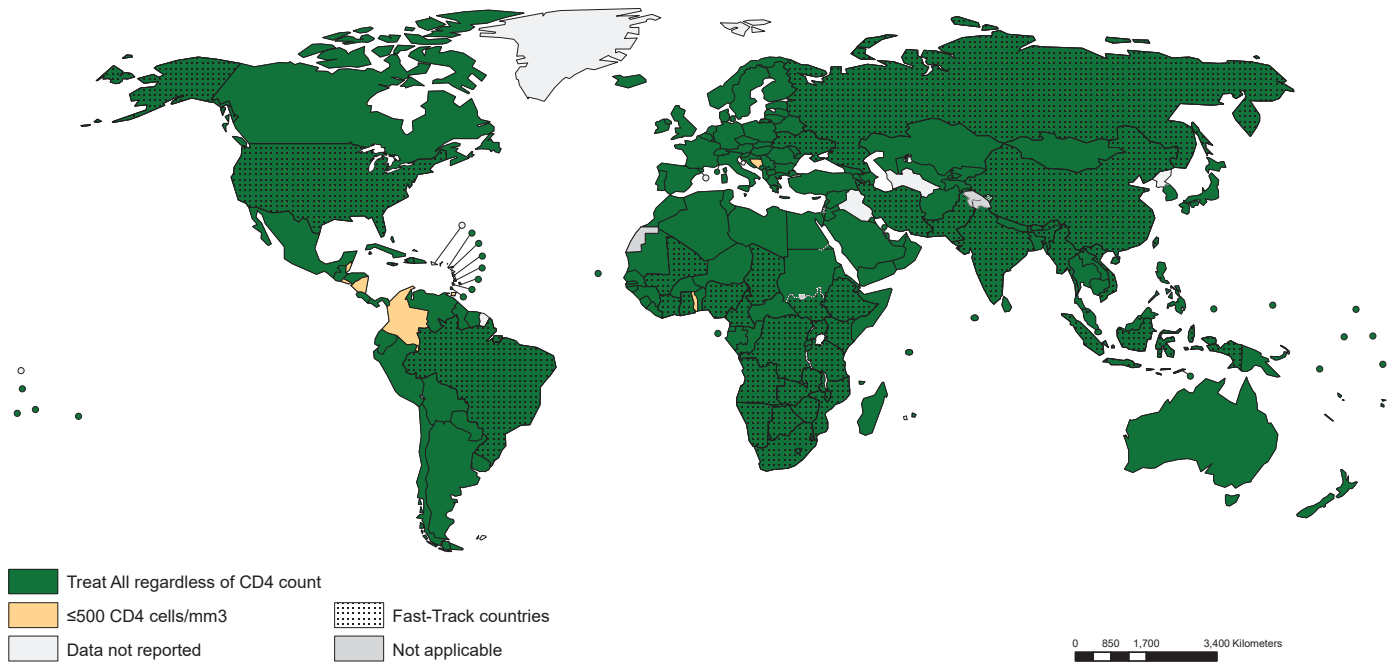 Treat All regardless of CD4 count
≤500 CD4 cells/mm3
Fast-Track countries
Data not reported
Not applicable
0 850 1,700 3,400 Kilometers